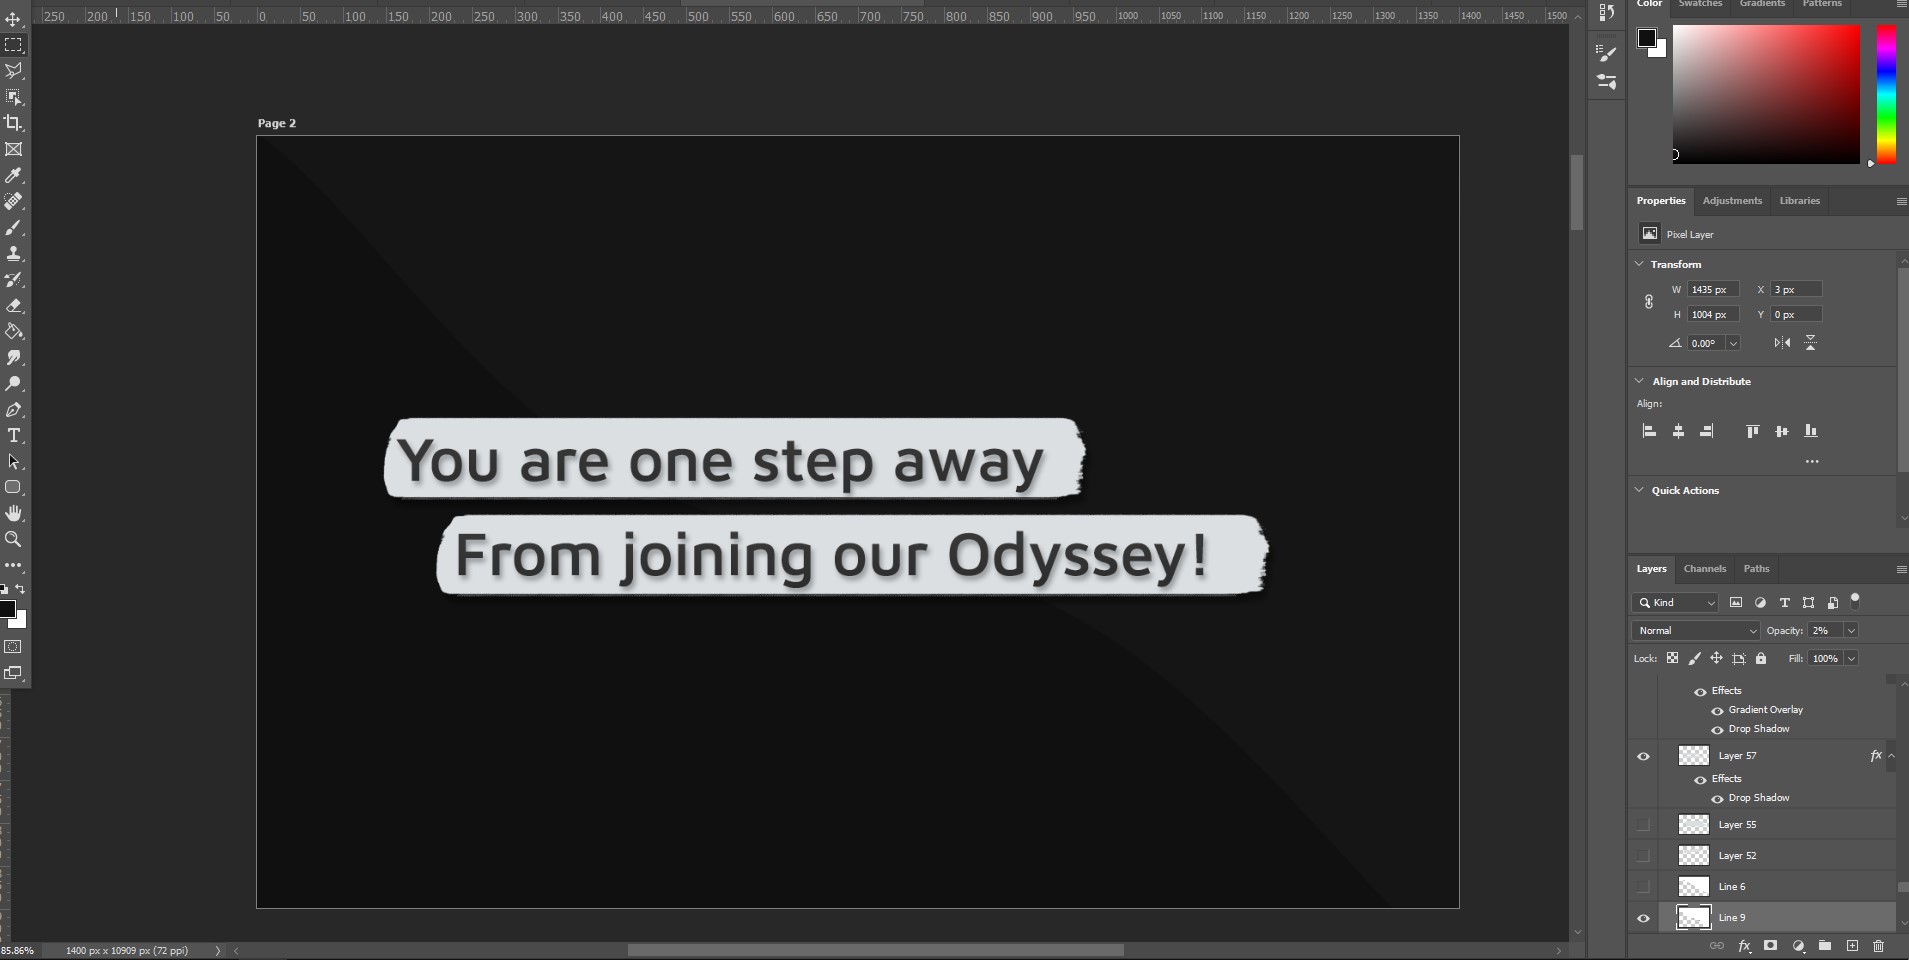 Color Swatches Gradients Patterns
250 200 150 100 50 0 50 100 150 200 250 300 350 400 450 500 550 600 650 700 750 800 850 900 950 1000 1050 1100 1150 1200 1250 1300 1350 1400 1450 1500
Page 2
You are one step away
From joining our Odyssey!
Properties Adjustments Libraries
Pixel Layer
Transform
W 1435 px X 3 px
H 1004 px Y 0 px
0.00°
Align and Distribute
Align:
Quick Actions
Layers Channels Paths
Kind
Normal Opacity: 2%
Lock: Fill: 100%
Effects
Gradient Overlay
Drop Shadow
Layer 57 fx
Effects
Drop Shadow
Layer 55
Layer 52
Line 6
Line 9
fx
85.86% 1400 px x 10909 px (72 ppi)